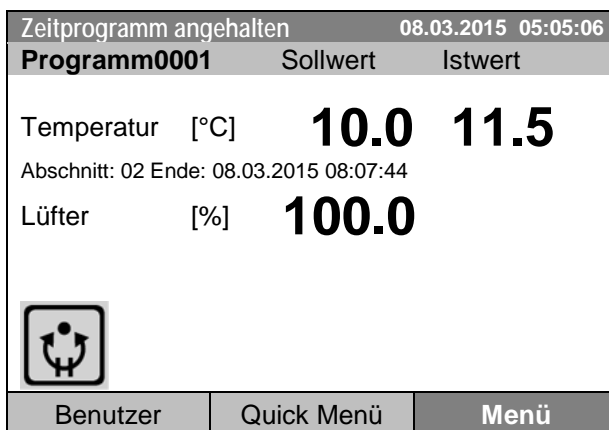 Zeitprogramm angehalten 08.03.2015 05:05:06
Programm0001 Sollwert Istwert
Temperatur [°C] 10.0 11.5
Abschnitt: 02 Ende: 08.03.2015 08:07:44
Lüfter [%] 100.0
Benutzer Quick Menü Menü